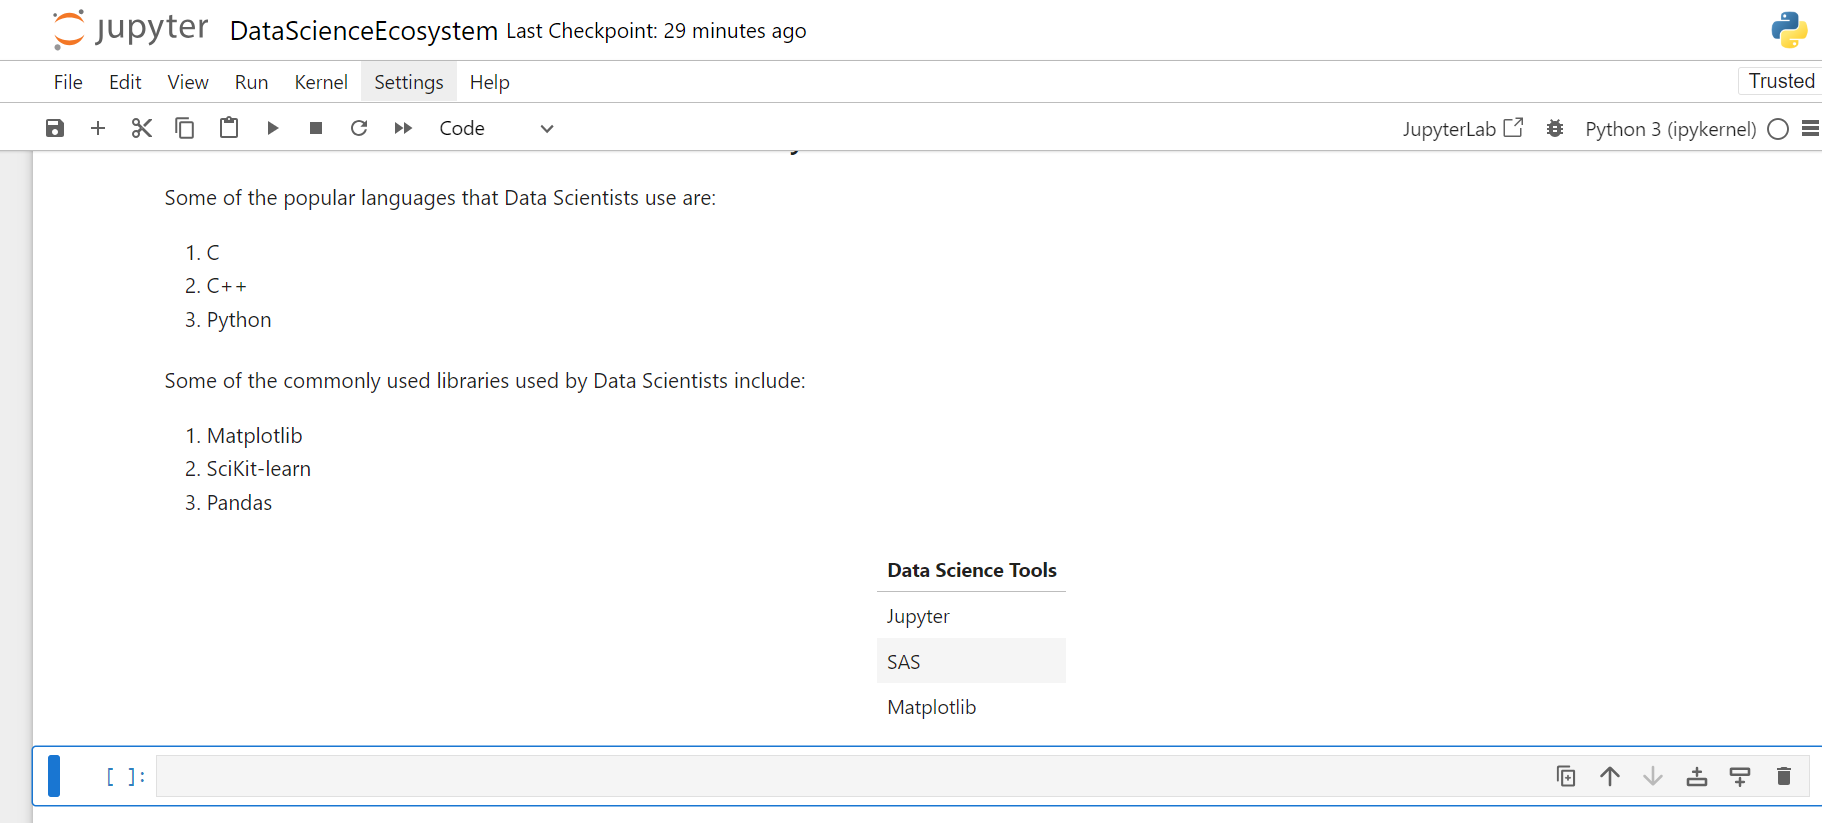 jupyter DataScienceEcosystem Last Checkpoint: 29 minutes ago
File Edit View Run Kernel Settings Help Trusted
Code JupyterLab Python 3 (ipykernel)
Some of the popular languages that Data Scientists use are:
1. C
2. C++
3. Python
Some of the commonly used libraries used by Data Scientists include:
1. Matplotlib
2. SciKit-learn
3. Pandas
Data Science Tools
Jupyter
SAS
Matplotlib
[ ]: